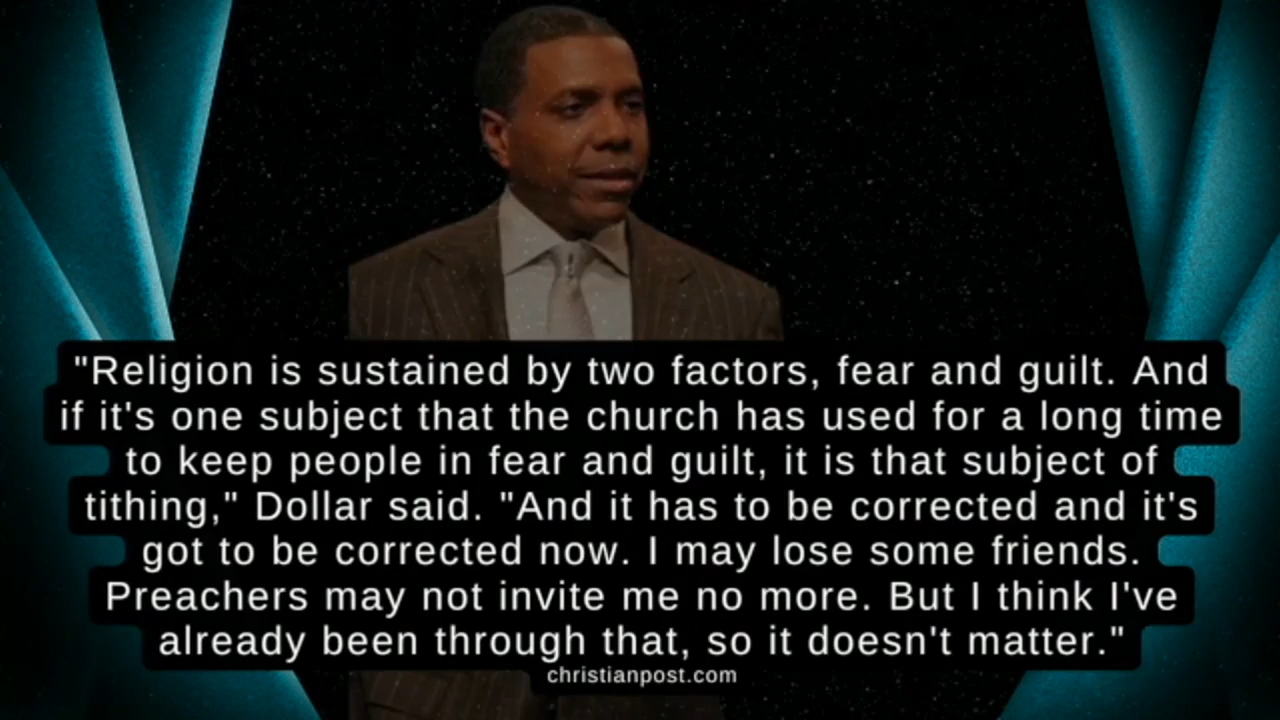 "Religion is sustained by two factors, fear and guilt. And
if it's one subject that the church has used for a long time
to keep people in fear and guilt, it is that subject of
tithing," Dollar said. "And it has to be corrected and it's
got to be corrected now. I may lose some friends.
Preachers may not invite me no more. But I think I've
already been through that, so it doesn't matter."
christianpost.com